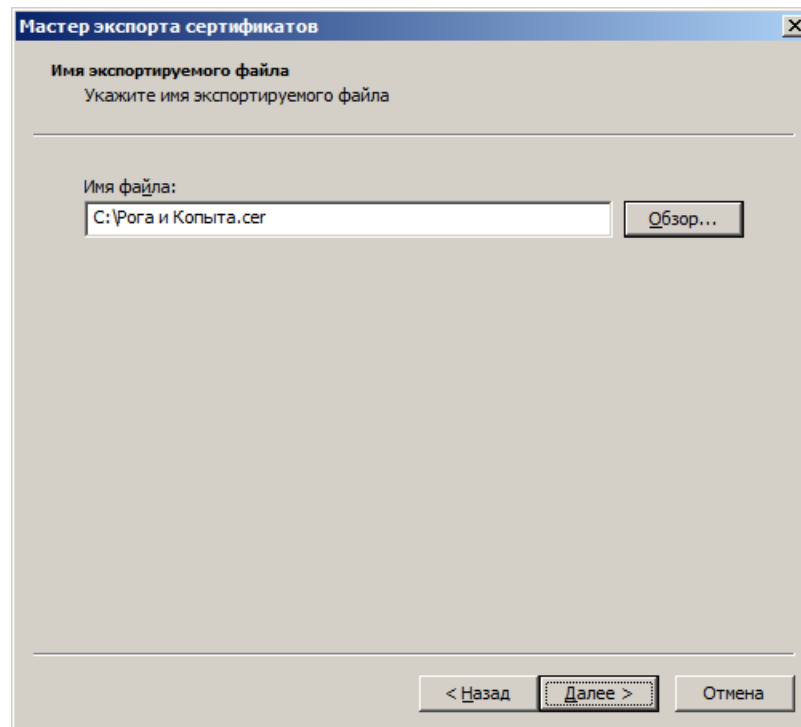 Мастер экспорта сертификатов
Имя экспортируемого файла
Укажите имя экспортируемого файла
Имя файла:
C:\Рога и Копыта.cer
Обзор...
< Назад
Далее >
Отмена